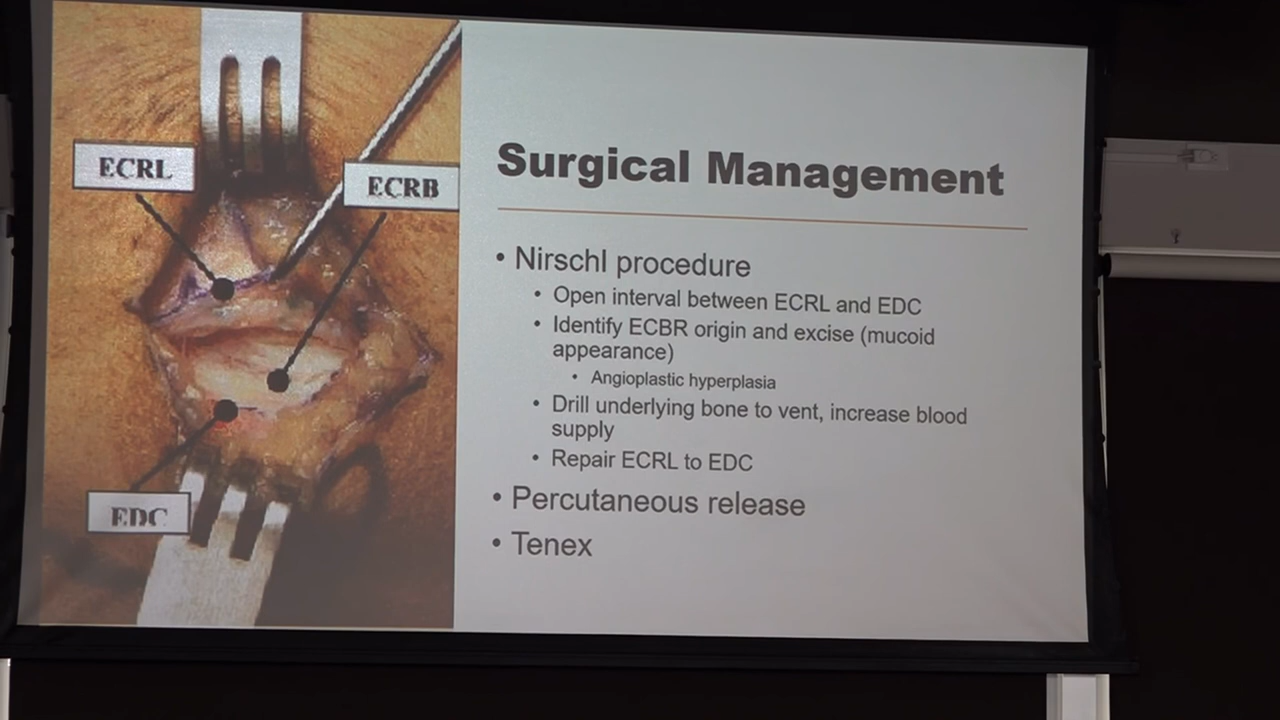 ECRL
ECRB
EDC
Surgical Management
• Nirschl procedure
• Open interval between ECRL and EDC
• Identify ECBR origin and excise (mucoid
appearance)
• Angioplastic hyperplasia
• Drill underlying bone to vent, increase blood
supply
• Repair ECRL to EDC
• Percutaneous release
• Tenex